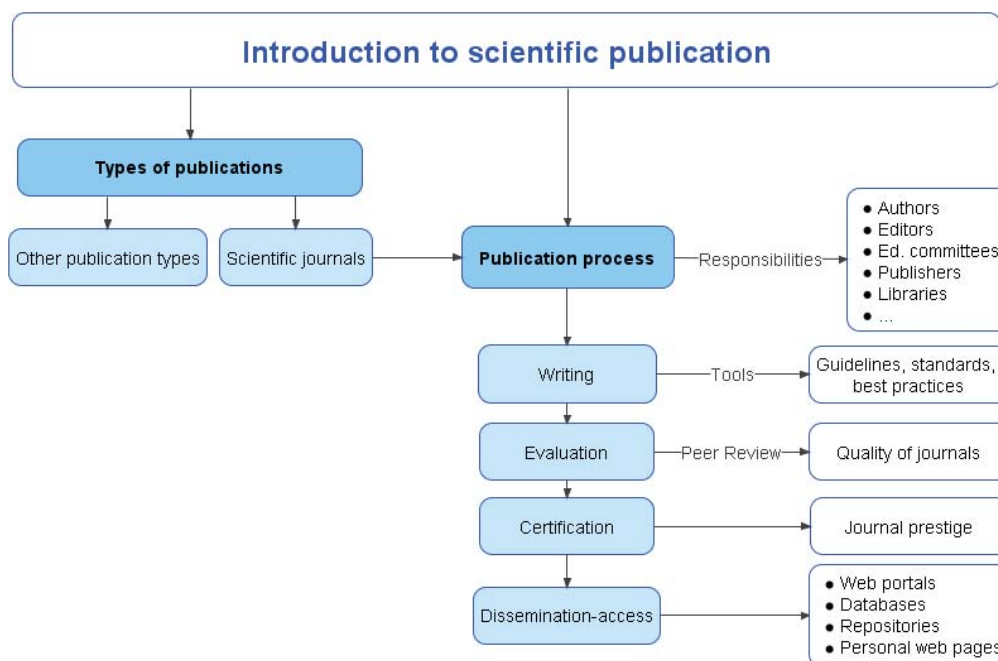 Introduction to scientific publication
Types of publications
Other publication types
Scientific journals
Publication process
Responsibilities
● Authors
● Editors
● Ed. committees
● Publishers
● Libraries
● ...
Writing
Tools
Guidelines, standards,
best practices
Evaluation
Peer Review
Quality of journals
Certification
Journal prestige
Dissemination-access
● Web portals
● Databases
● Repositories
● Personal web pages